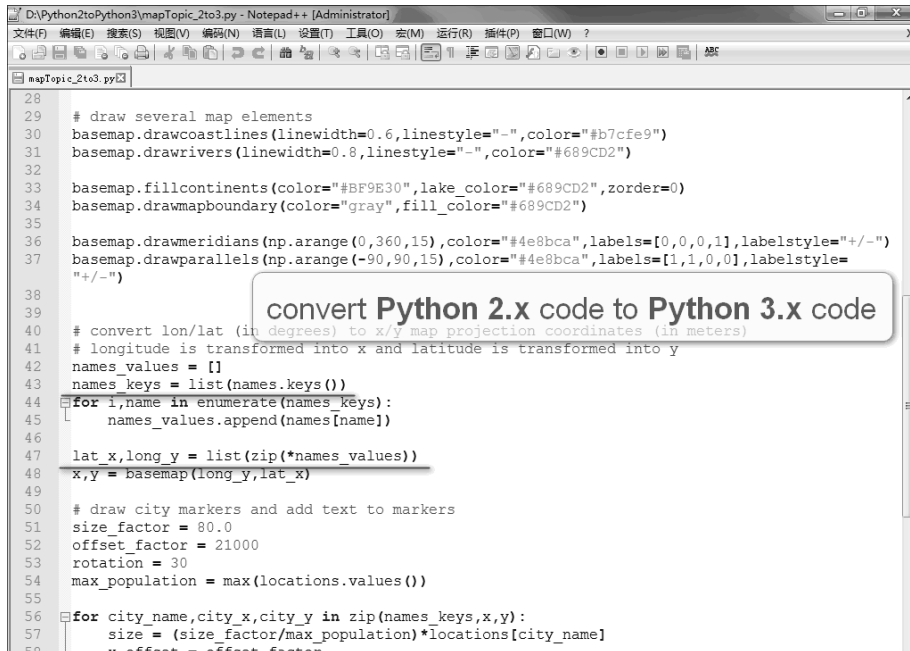 D:\Python2toPython3\mapTopic_2to3.py - Notepad++ [Administrator]
文件(F) 编辑(E) 搜索(S) 视图(V) 编码(N) 语言(L) 设置(T) 工具(O) 宏(M) 运行(R) 插件(P) 窗口(W) ?
mapTopic_2to3.py
28
29 # draw several map elements
30 basemap.drawcoastlines(linewidth=0.6,linestyle="-",color="#b7cfe9")
31 basemap.drawrivers(linewidth=0.8,linestyle="-",color="#689CD2")
32
33 basemap.fillcontinents(color="#BF9E30",lake_color="#689CD2",zorder=0)
34 basemap.drawmapboundary(color="gray",fill_color="#689CD2")
35
36 basemap.drawmeridians(np.arange(0,360,15),color="#4e8bca",labels=[0,0,0,1],labelstyle="+/-")
37 basemap.drawparallels(np.arange(-90,90,15),color="#4e8bca",labels=[1,1,0,0],labelstyle=
"+/-")
38
convert Python 2.x code to Python 3.x code
39
40 # convert lon/lat (in degrees) to x/y map projection coordinates (in meters)
41 # longitude is transformed into x and latitude is transformed into y
42 names_values = []
43 names_keys = list(names.keys())
44 for i,name in enumerate(names_keys):
45 names_values.append(names[name])
46
47 lat_x,long_y = list(zip(*names_values))
48 x,y = basemap(long_y,lat_x)
49
50 # draw city markers and add text to markers
51 size_factor = 80.0
52 offset_factor = 21000
53 rotation = 30
54 max_population = max(locations.values())
55
56 for city_name,city_x,city_y in zip(names_keys,x,y):
57 size = (size_factor/max_population)*locations[city_name]